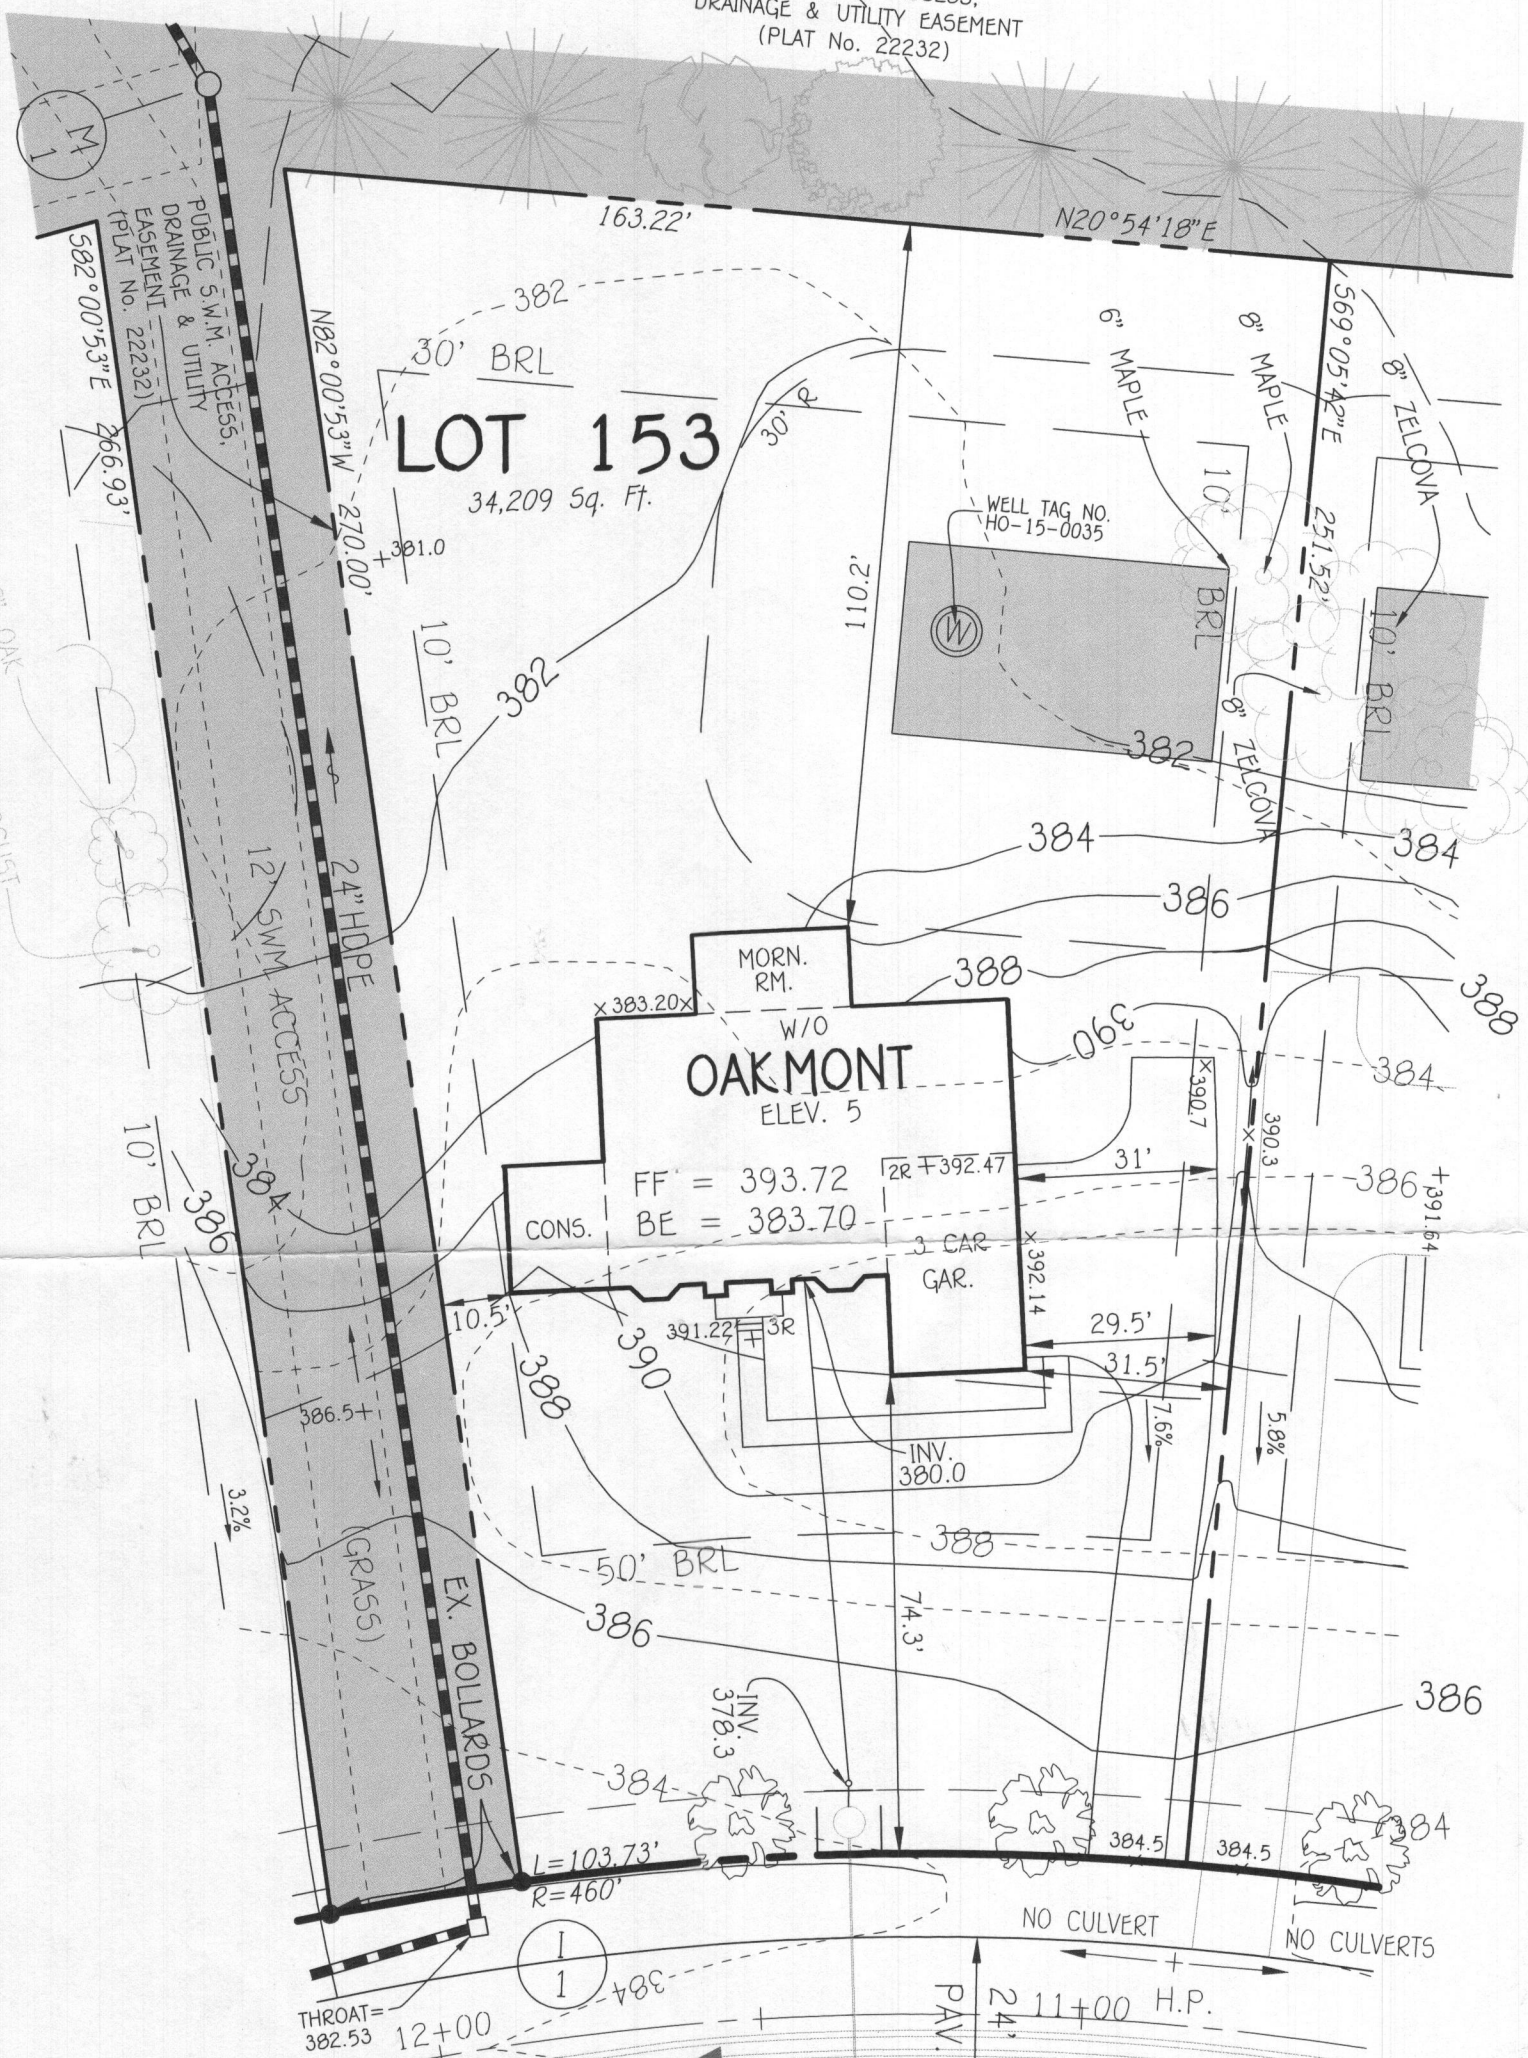 DRAINAGE & UTILITY EASEMENT
(PLAT No. 22232)
M
1
163.22'
N20°54'18"E
PUBLIC S.W.M. ACCESS,
DRAINAGE & UTILITY
EASEMENT
(PLAT No. 22232)
S82°00'53"E 266.93'
N82°00'53"W 270.00'
S69°05'42"E 251.52'
382
30' BRL
LOT 153
34,209 Sq. Ft.
+381.0
30' R
6" MAPLE
8" MAPLE
8" ZELCOVA
WELL TAG NO.
HO-15-0035
W
10'
BRL
10' BRL
8" ZELCOVA
110.2'
10' BRL
382
382
OAK
384
384
386
388
388
390
24" HDPE
12' SWM ACCESS
MORN.
RM.
×383.20×
W/O
OAKMONT
ELEV. 5
FF = 393.72
BE = 383.70
2R +392.47
CONS.
3 CAR
GAR.
×392.14
×390.7
390.3
×
384
386
+391.64
31'
29.5'
31.5'
10' BRL
386
384
10.5'
388
390
391.22
3R
7.6%
5.8%
INV.
380.0
386.5+
3.2%
(GRASS)
388
50' BRL
386
74.3'
386
EX. BOLLARDS
INV.
378.3
384
384
384.5
384.5
L=103.73'
R=460'
I
1
NO CULVERT
NO CULVERTS
THROAT=
382.53
12+00
384
24'
PAV.
11+00
H.P.